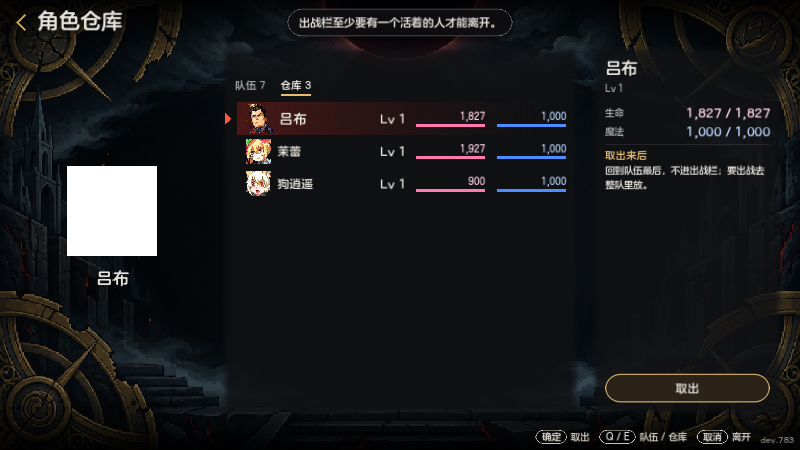 角色仓库
出战栏至少要有一个活着的人才能离开。
队伍 7 仓库 3
吕布 Lv 1 1,827 1,000
茉蕾 Lv 1 1,927 1,000
狗逍遥 Lv 1 900 1,000
吕布
吕布
Lv 1
生命 1,827 / 1,827
魔法 1,000 / 1,000
取出来后
回到队伍最后，不进出战栏；要出战去
整队里放。
取出
确定 取出 Q / E 队伍 / 仓库 取消 离开 dev.783